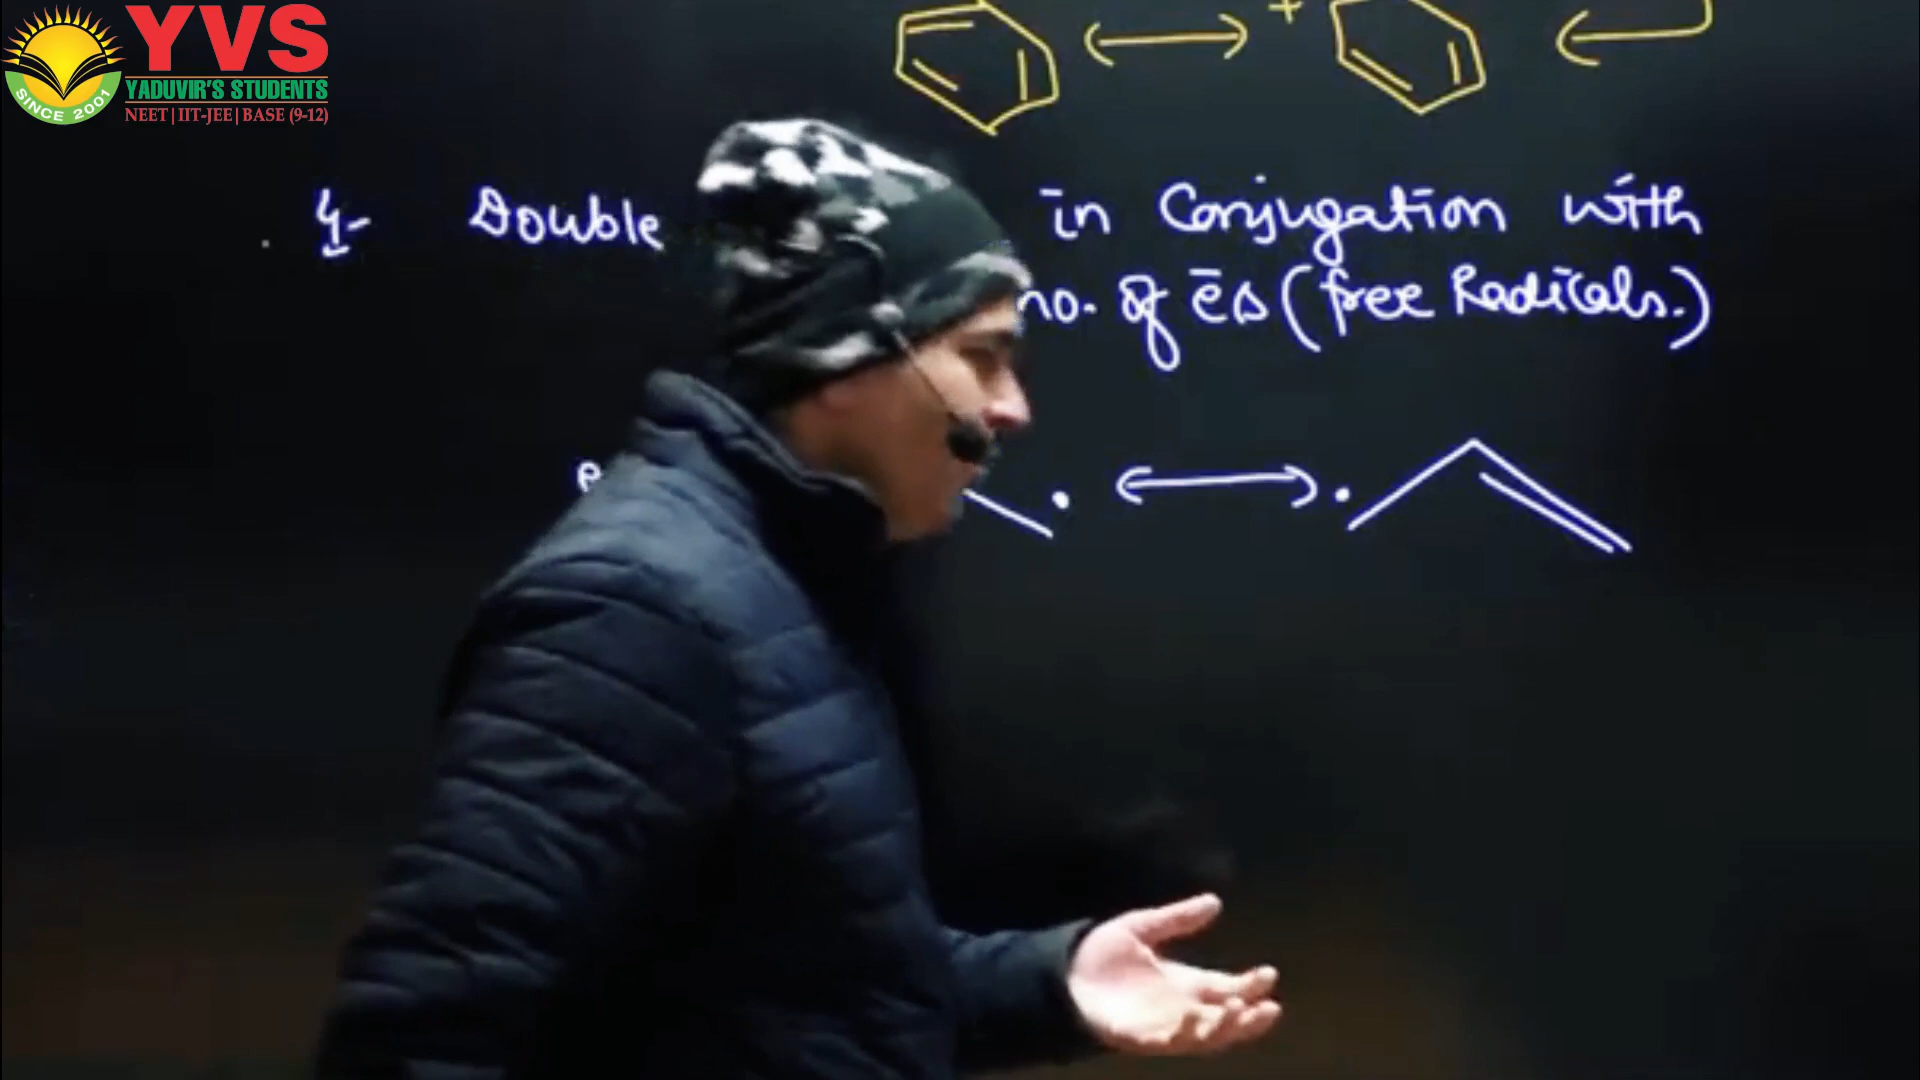 YVS
YADUVIR'S STUDENTS
NEET | IIT-JEE | BASE (9-12)
SINCE 2001
+
4- Double in Conjugation with
no. of ēs (free Radicals.)